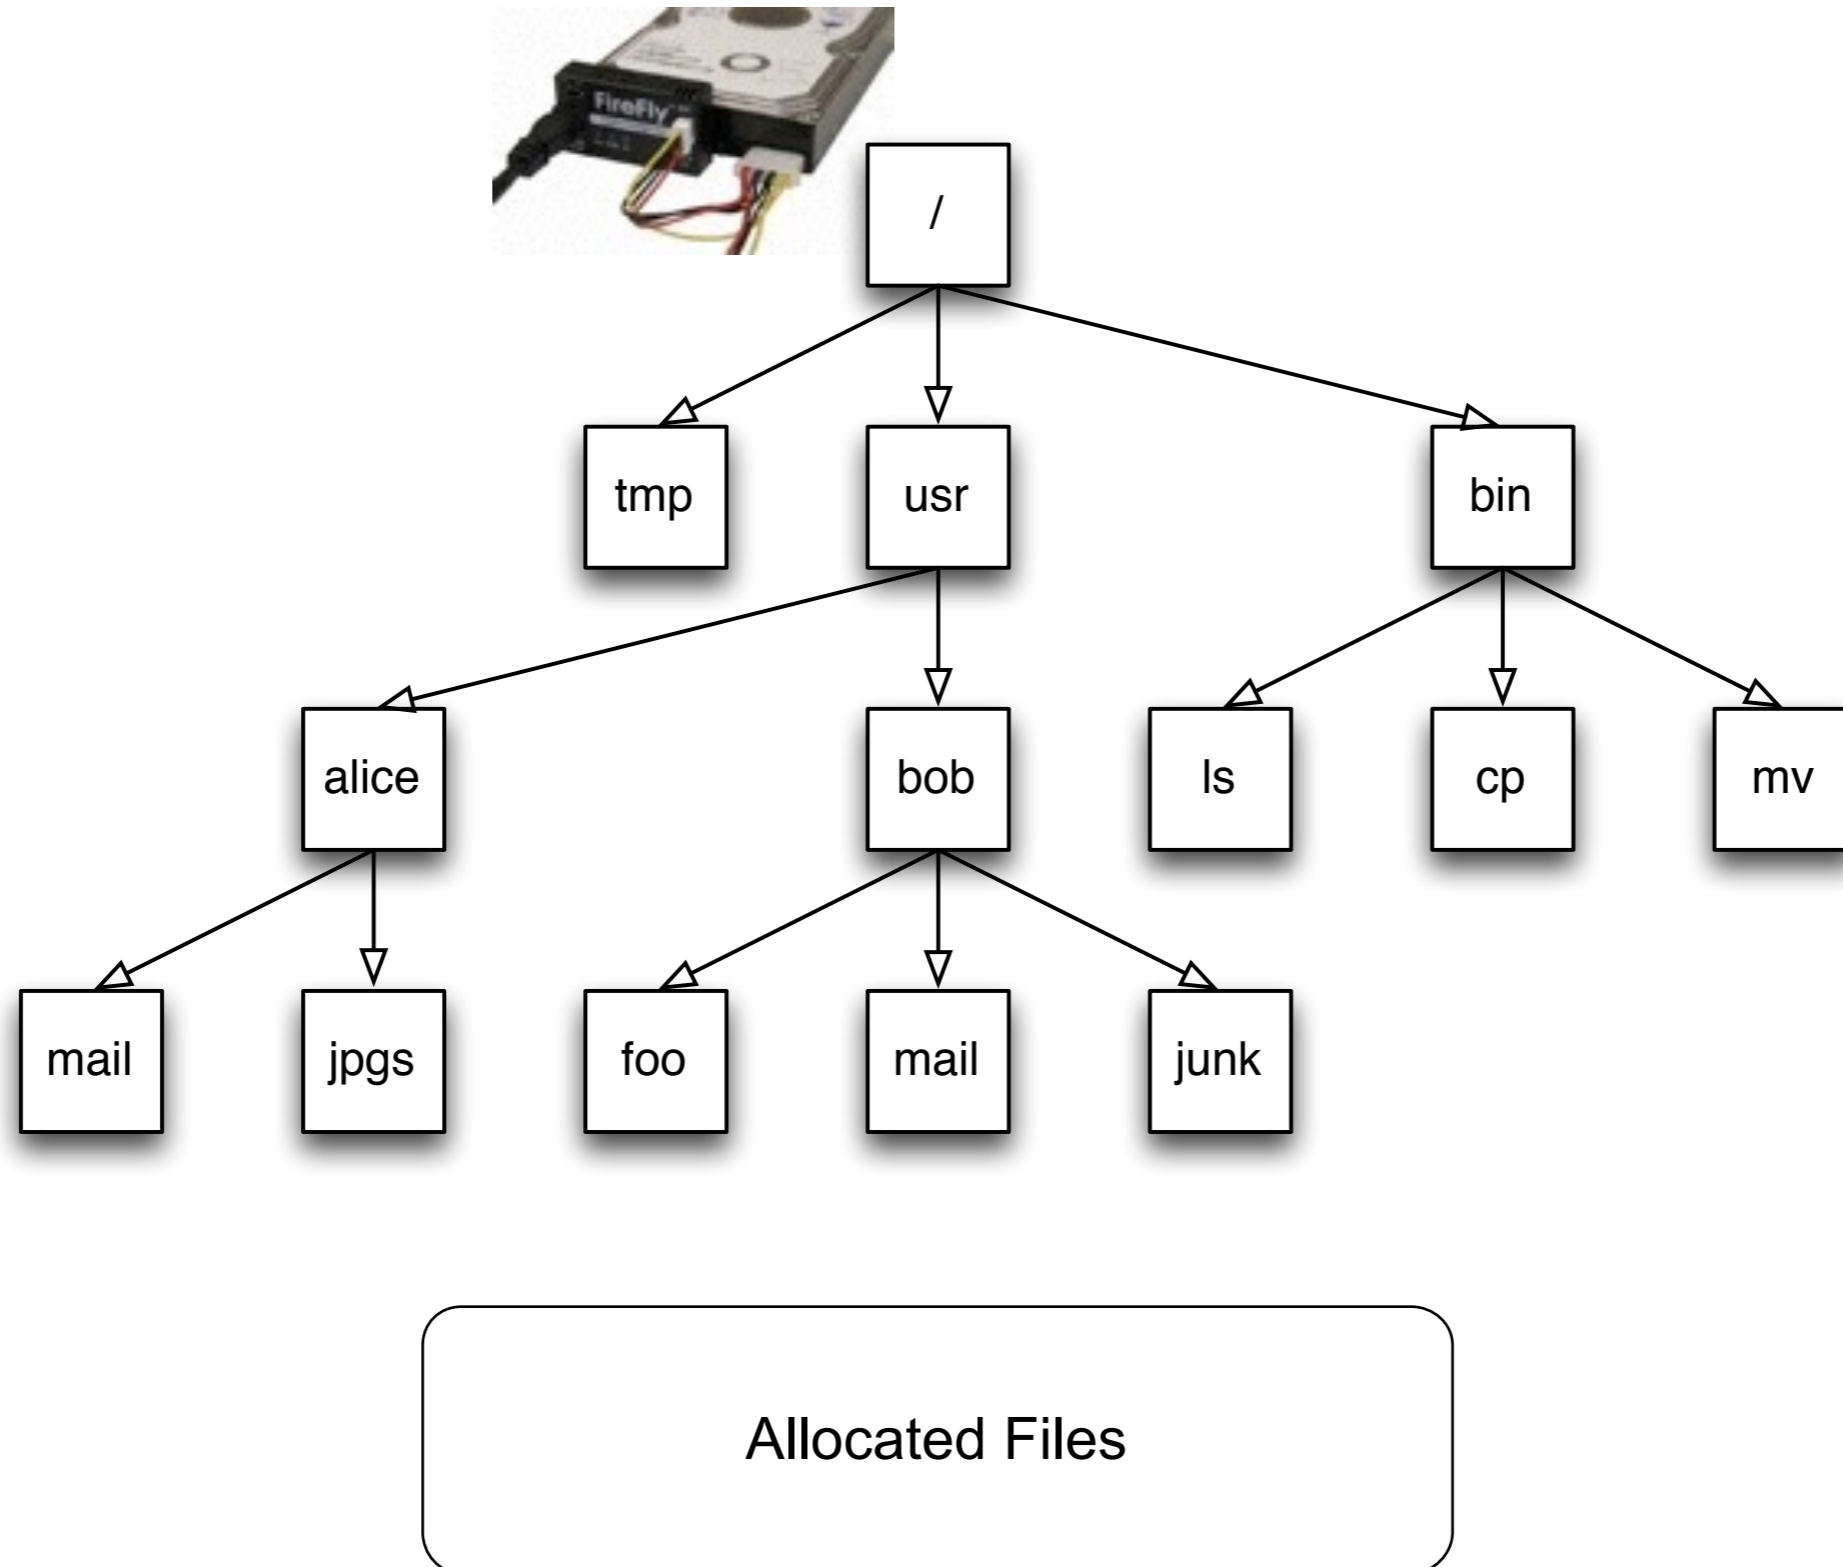 FireFly
/
tmp usr bin
alice bob ls cp mv
mail jpgs foo mail junk
Allocated Files